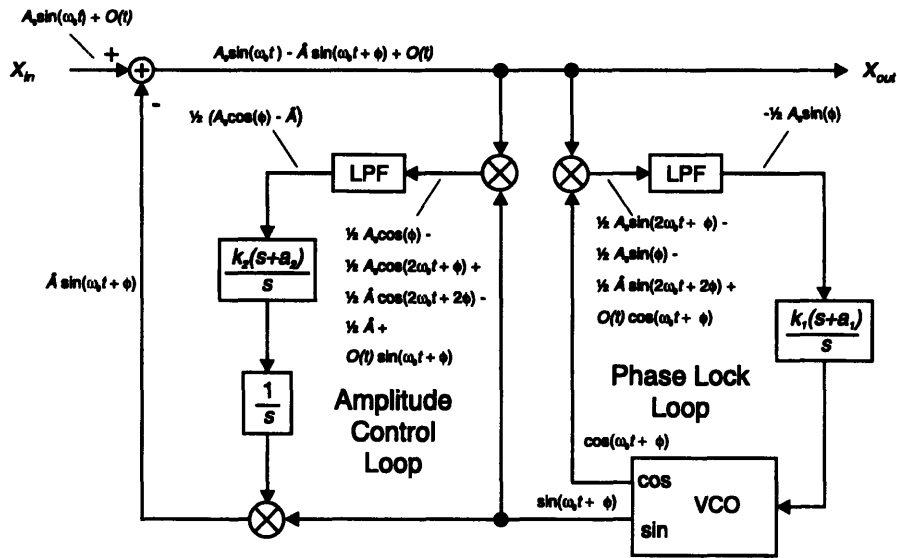 A₀sin(ω₀t) + O(t)
+
A₀sin(ω₀t) - Â sin(ω₀t + ϕ) + O(t)
X_in
+
X_out
-
½ (A₀cos(ϕ) - Â)
-½ A₀sin(ϕ)
LPF
LPF
½ A₀cos(ϕ) -
½ A₀cos(2ω₀t + ϕ) +
½ Â cos(2ω₀t + 2ϕ) -
½ Â +
O(t) sin(ω₀t + ϕ)
½ A₀sin(2ω₀t + ϕ) -
½ A₀sin(ϕ) -
½ Â sin(2ω₀t + 2ϕ) +
O(t) cos(ω₀t + ϕ)
k₂(s+a₂)
s
Â sin(ω₀t + ϕ)
k₁(s+a₁)
s
1
s
Amplitude
Control
Loop
Phase Lock
Loop
cos(ω₀t + ϕ)
cos
VCO
sin(ω₀t + ϕ)
sin